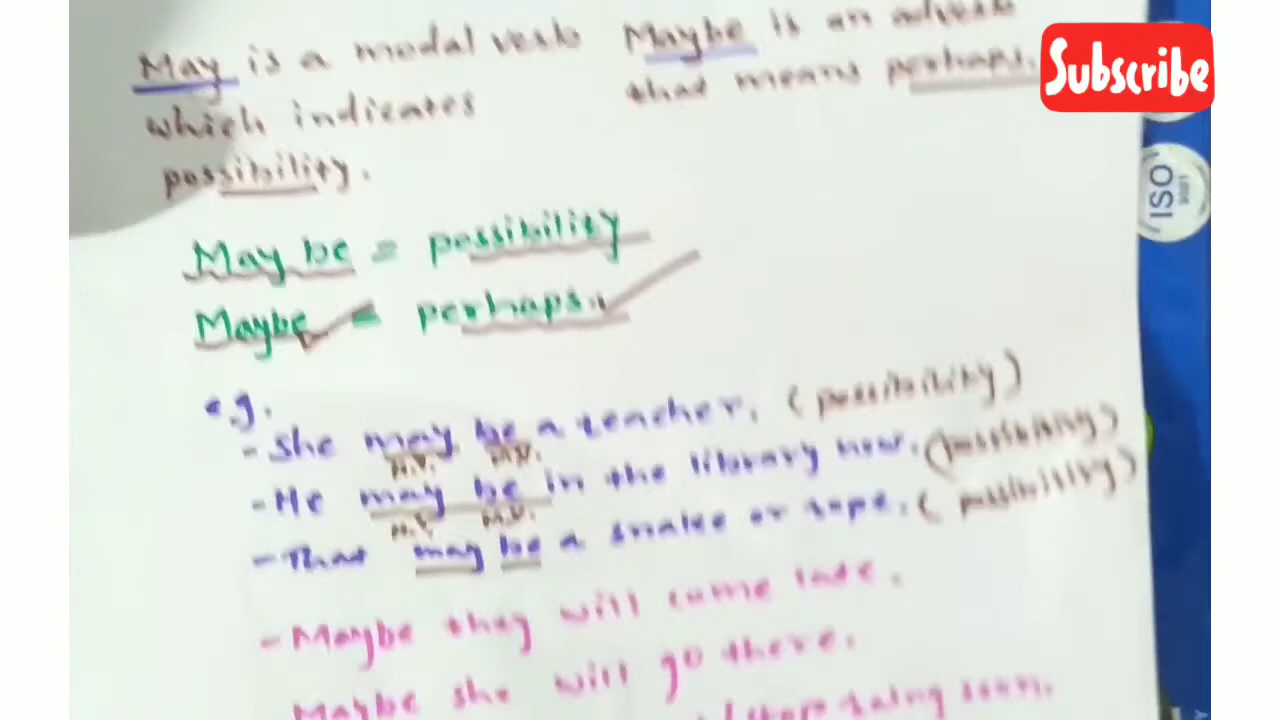 May is a modal verb
which indicates
possibility.
Maybe is an adverb
that means perhaps.
Subscribe
ISO
May be = possibility
Maybe = perhaps.
e.g.
- She may be a teacher. (possibility)
M.V. M.V.
- He may be in the library now. (possibility)
M.V. M.V.
- That may be a snake or rope. (possibility)
- Maybe they will come late.
Maybe she will go there.
soon.